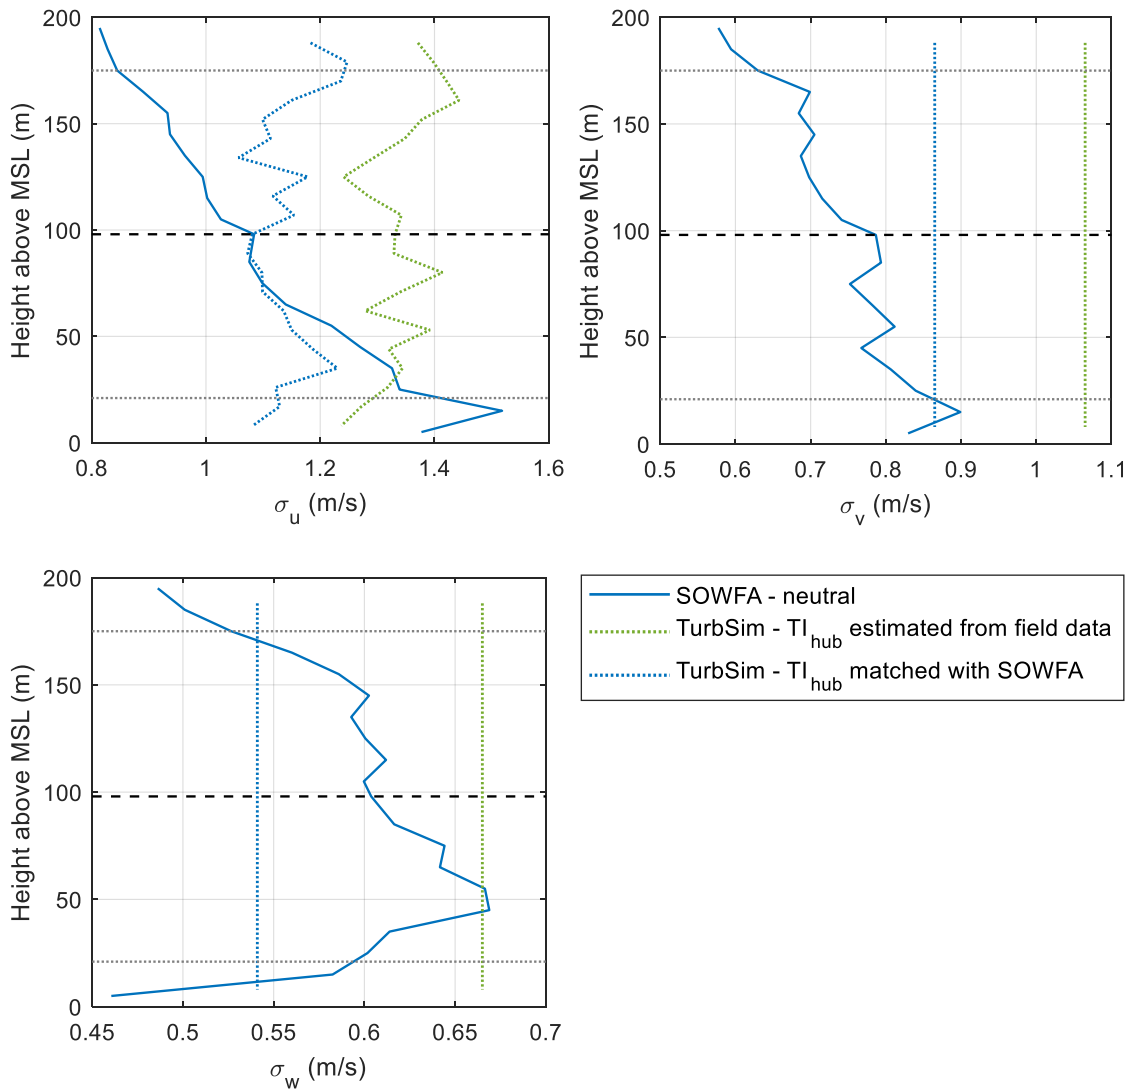 200
150
100
50
0
Height above MSL (m)
0.8 1 1.2 1.4 1.6
σu (m/s)
200
150
100
50
0
Height above MSL (m)
0.5 0.6 0.7 0.8 0.9 1 1.1
σv (m/s)
200
150
100
50
0
Height above MSL (m)
0.45 0.5 0.55 0.6 0.65 0.7
σw (m/s)
SOWFA - neutral
TurbSim - TIhub estimated from field data
TurbSim - TIhub matched with SOWFA